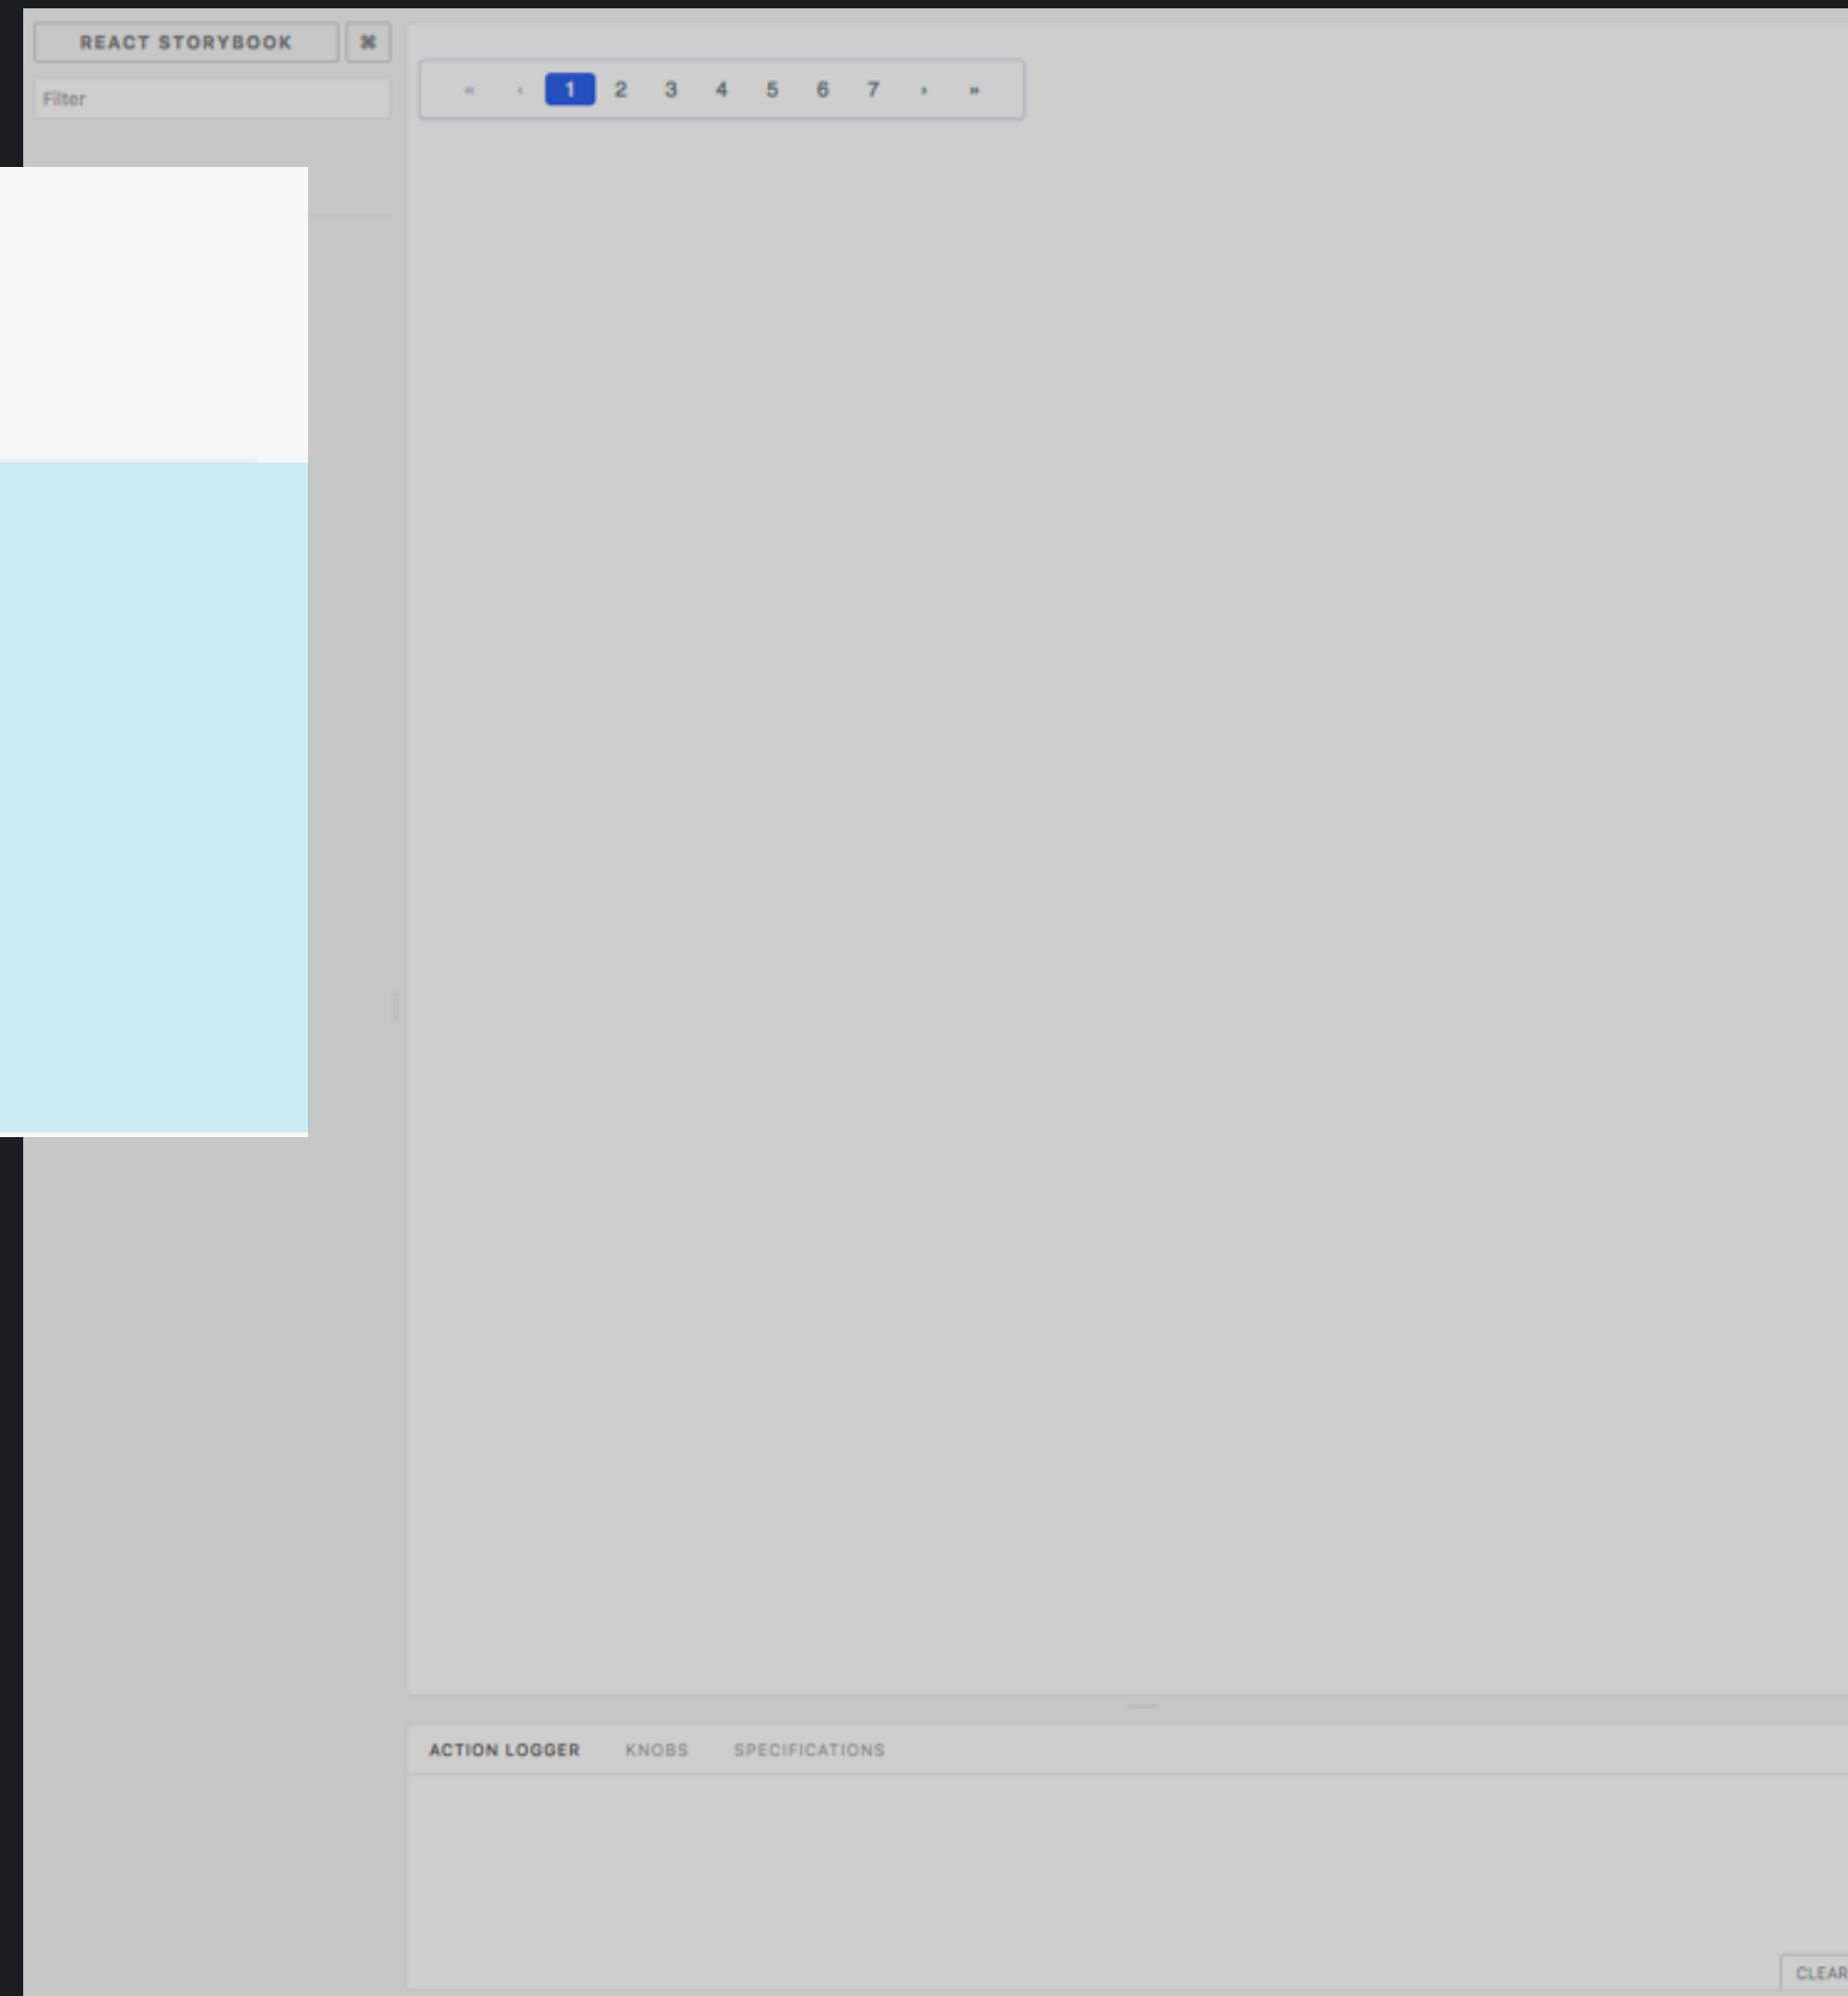 REACT STORYBOOK ⌘
Filter
« ‹ 1 2 3 4 5 6 7 › »
ACTION LOGGER KNOBS SPECIFICATIONS
CLEAR